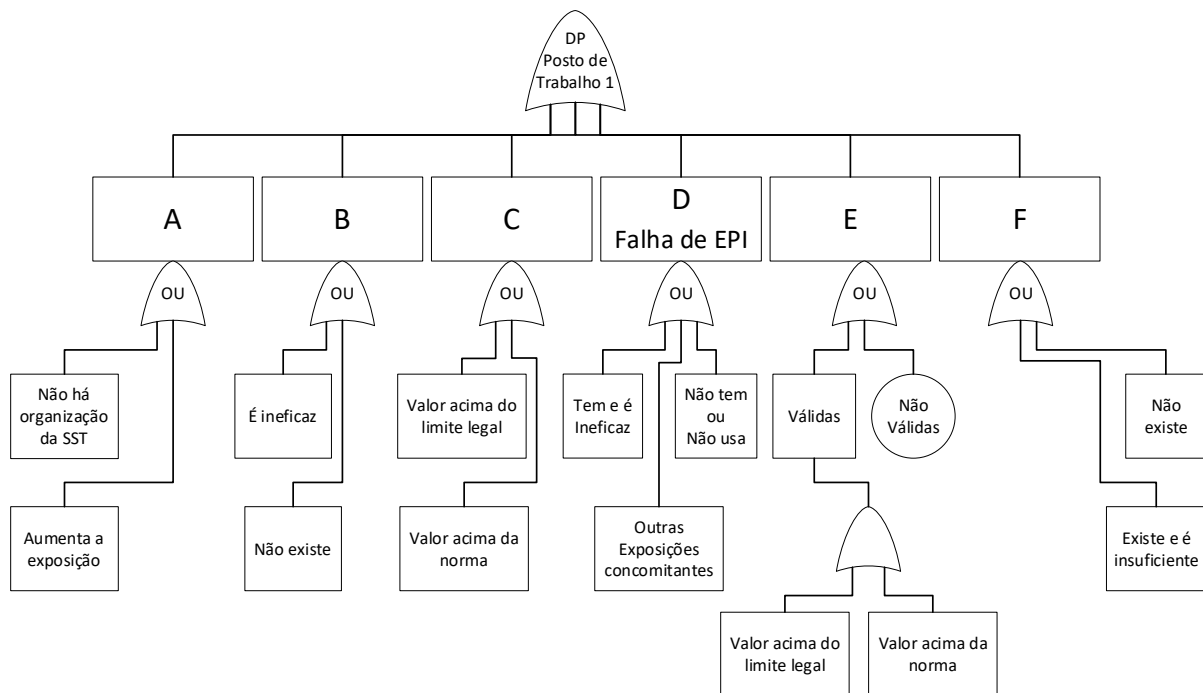 DP
Posto de
Trabalho 1
A
B
C
D
Falha de EPI
E
F
OU
OU
OU
OU
OU
OU
Não há
organização
da SST
É ineficaz
Valor acima do
limite legal
Tem e é
Ineficaz
Não tem
ou
Não usa
Válidas
Não
Válidas
Não
existe
Aumenta a
exposição
Não existe
Valor acima da
norma
Outras
Exposições
concomitantes
Existe e é
insuficiente
Valor acima do
limite legal
Valor acima da
norma